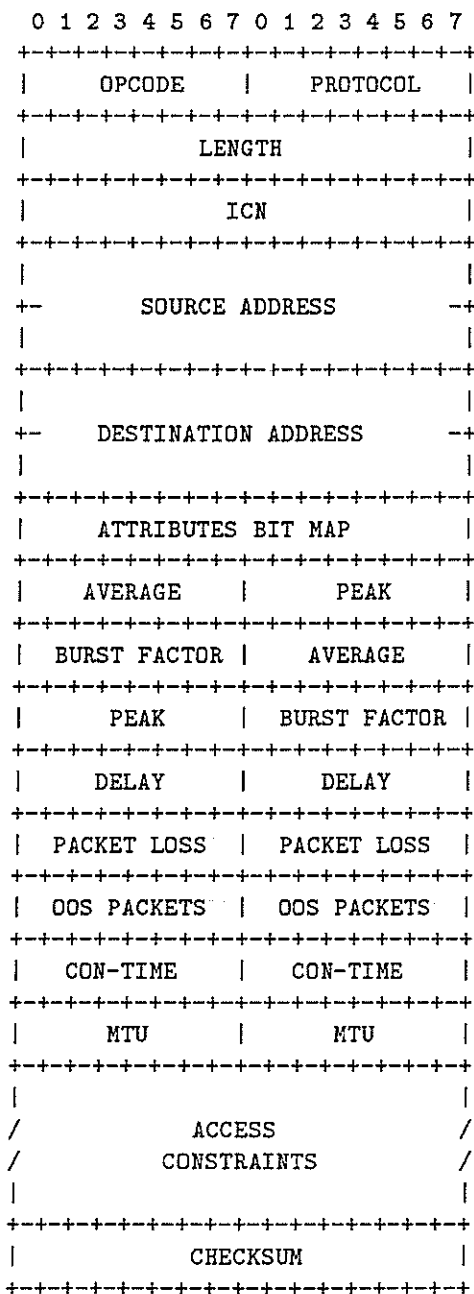 0 1 2 3 4 5 6 7 0 1 2 3 4 5 6 7
+-+-+-+-+-+-+-+-+-+-+-+-+-+-+-+-+
| OPCODE | PROTOCOL |
+-+-+-+-+-+-+-+-+-+-+-+-+-+-+-+-+
| LENGTH |
+-+-+-+-+-+-+-+-+-+-+-+-+-+-+-+-+
| ICN |
+-+-+-+-+-+-+-+-+-+-+-+-+-+-+-+-+
| |
+- SOURCE ADDRESS -+
| |
+-+-+-+-+-+-+-+-+-+-+-+-+-+-+-+-+
| |
+- DESTINATION ADDRESS -+
| |
+-+-+-+-+-+-+-+-+-+-+-+-+-+-+-+-+
| ATTRIBUTES BIT MAP |
+-+-+-+-+-+-+-+-+-+-+-+-+-+-+-+-+
| AVERAGE | PEAK |
+-+-+-+-+-+-+-+-+-+-+-+-+-+-+-+-+
| BURST FACTOR | AVERAGE |
+-+-+-+-+-+-+-+-+-+-+-+-+-+-+-+-+
| PEAK | BURST FACTOR |
+-+-+-+-+-+-+-+-+-+-+-+-+-+-+-+-+
| DELAY | DELAY |
+-+-+-+-+-+-+-+-+-+-+-+-+-+-+-+-+
| PACKET LOSS | PACKET LOSS |
+-+-+-+-+-+-+-+-+-+-+-+-+-+-+-+-+
| OOS PACKETS | OOS PACKETS |
+-+-+-+-+-+-+-+-+-+-+-+-+-+-+-+-+
| CON-TIME | CON-TIME |
+-+-+-+-+-+-+-+-+-+-+-+-+-+-+-+-+
| MTU | MTU |
+-+-+-+-+-+-+-+-+-+-+-+-+-+-+-+-+
| |
/ ACCESS /
/ CONSTRAINTS /
| |
+-+-+-+-+-+-+-+-+-+-+-+-+-+-+-+-+
| CHECKSUM |
+-+-+-+-+-+-+-+-+-+-+-+-+-+-+-+-+